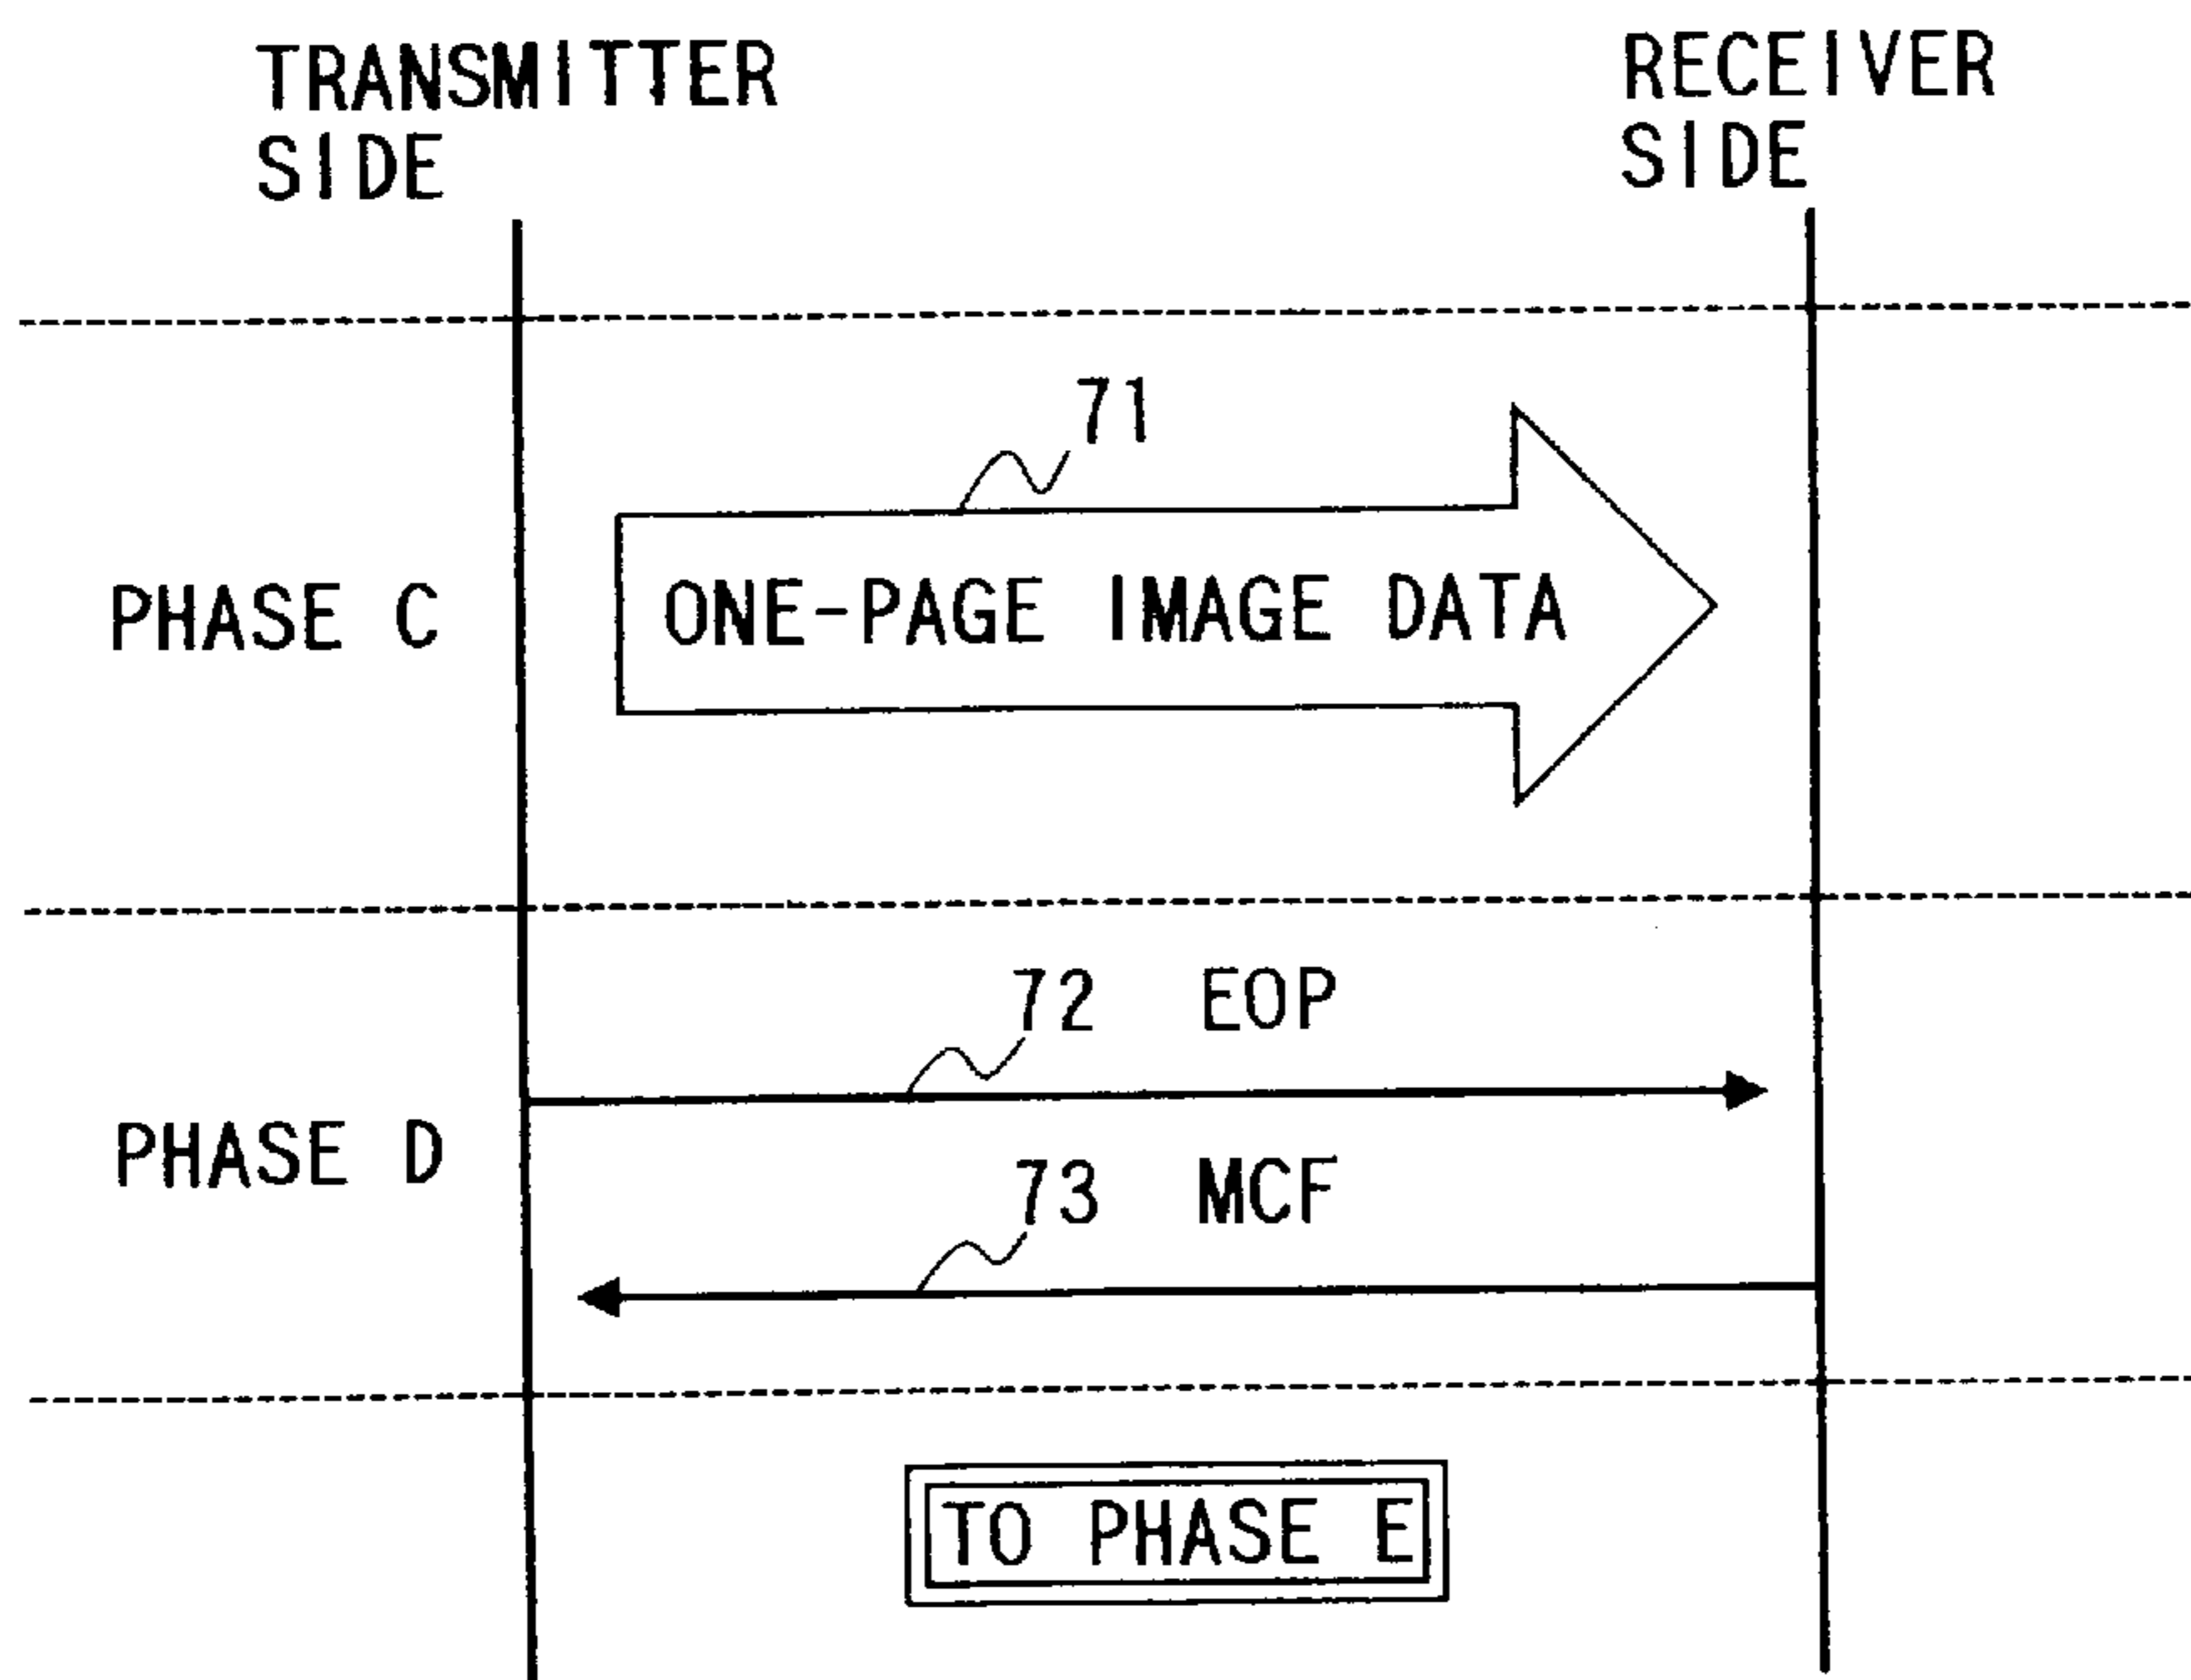 TRANSMITTER
SIDE
RECEIVER
SIDE
71
PHASE C
ONE-PAGE IMAGE DATA
72 EOP
PHASE D
73 MCF
TO PHASE E